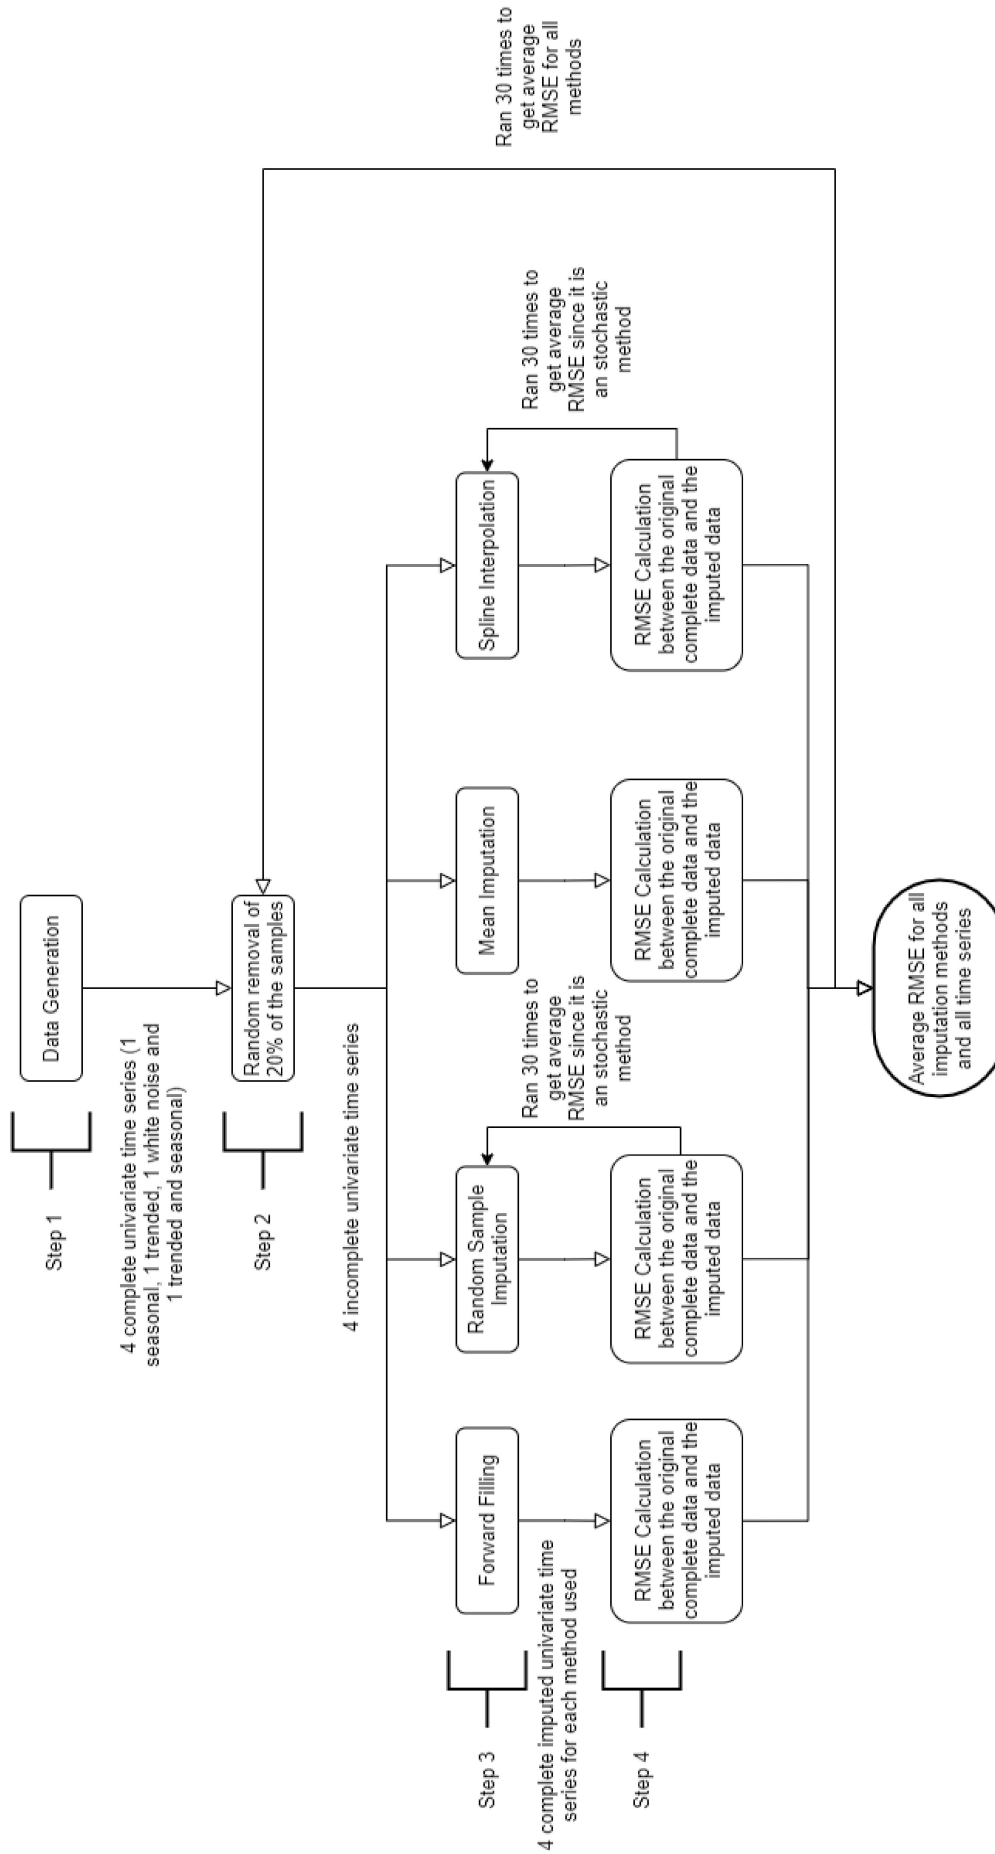 Step 1
Data Generation
4 complete univariate time series (1
seasonal, 1 trended, 1 white noise and
1 trended and seasonal)
Step 2
Random removal of
20% of the samples
4 incomplete univariate time series
Ran 30 times to
get average
RMSE for all
methods
Step 3
Forward Filling
Random Sample
Imputation
Mean Imputation
Spline Interpolation
4 complete imputed univariate time
series for each method used
Ran 30 times to
get average
RMSE since it is
an stochastic
method
Ran 30 times to
get average
RMSE since it is
an stochastic
method
Step 4
RMSE Calculation
between the original
complete data and the
imputed data
RMSE Calculation
between the original
complete data and the
imputed data
RMSE Calculation
between the original
complete data and the
imputed data
RMSE Calculation
between the original
complete data and the
imputed data
Average RMSE for all
imputation methods
and all time series